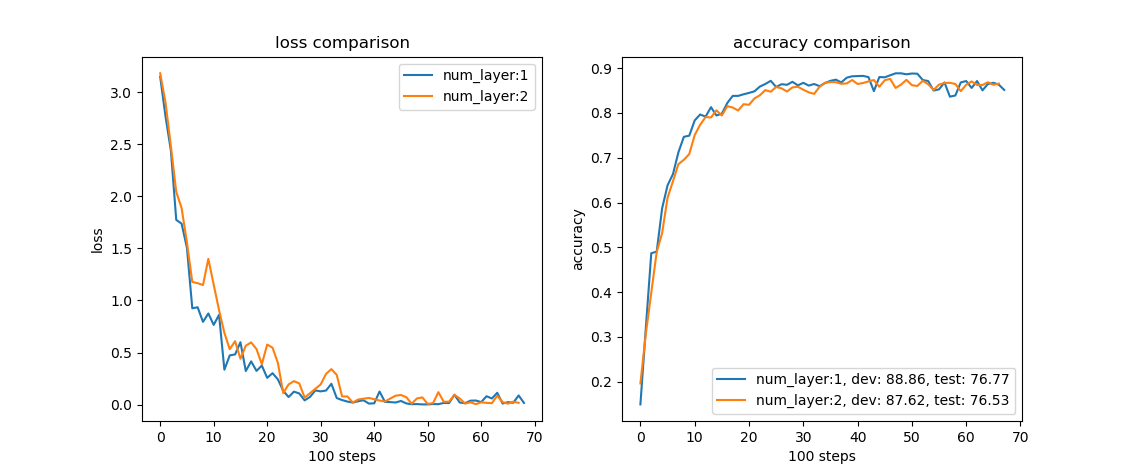 loss comparison
num_layer:1
num_layer:2
3.0
2.5
2.0
1.5
1.0
0.5
0.0
loss
0 10 20 30 40 50 60 70
100 steps
accuracy comparison
0.9
0.8
0.7
0.6
0.5
0.4
0.3
0.2
accuracy
num_layer:1, dev: 88.86, test: 76.77
num_layer:2, dev: 87.62, test: 76.53
0 10 20 30 40 50 60 70
100 steps